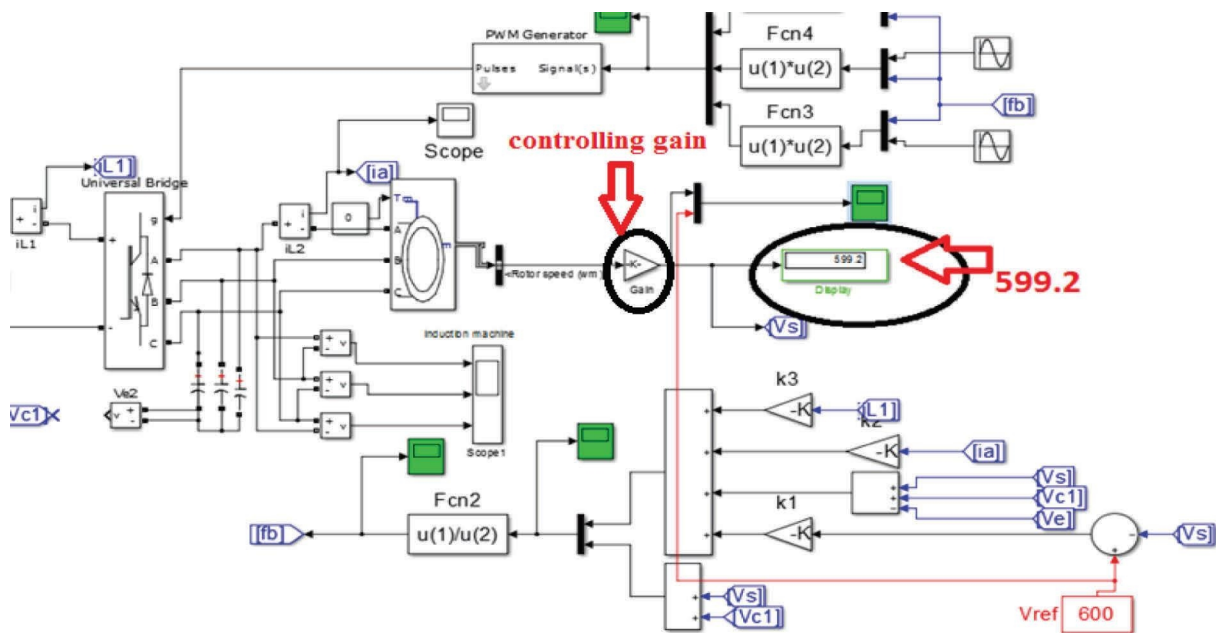 PWM Generator
Pulses
Signal(s)
Fcn4
u(1)*u(2)
[fb]
Fcn3
u(1)*u(2)
Scope
controlling gain
[iL1]
Universal Bridge
[ia]
i
+
-
iL1
g
A
B
C
+
-
i
+
-
iL2
0
Tm
A
B
C
m
<Rotor speed (wm)
-K-
Gain
599.2
Display
599.2
[Vs]
Induction machine
+
-
v
+
-
v
+
-
v
Scope1
Vc1]
Ve2
v
+
-
k3
-K
[L1]
k2
-K
[ia]
[Vs]
[Vc1]
[Ve]
k1
-K
[Vs]
Fcn2
[fb]
u(1)/u(2)
[Vs]
[Vc1]
Vref
600